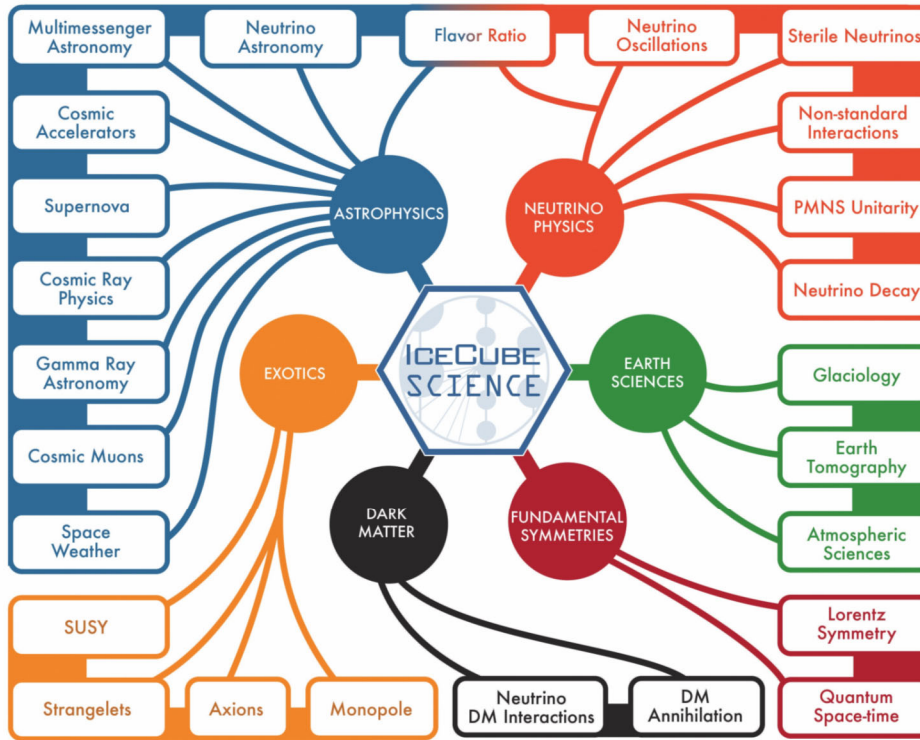 Multimessenger
Astronomy
Neutrino
Astronomy
Flavor Ratio
Neutrino
Oscillations
Sterile Neutrinos
Cosmic
Accelerators
Non-standard
Interactions
Supernova
ASTROPHYSICS
NEUTRINO
PHYSICS
PMNS Unitarity
Cosmic Ray
Physics
Neutrino Decay
Gamma Ray
Astronomy
EXOTICS
ICECUBE
SCIENCE
EARTH
SCIENCES
Glaciology
Cosmic Muons
Earth
Tomography
Space
Weather
DARK
MATTER
FUNDAMENTAL
SYMMETRIES
Atmospheric
Sciences
SUSY
Lorentz
Symmetry
Strangelets
Axions
Monopole
Neutrino
DM Interactions
DM
Annihilation
Quantum
Space-time